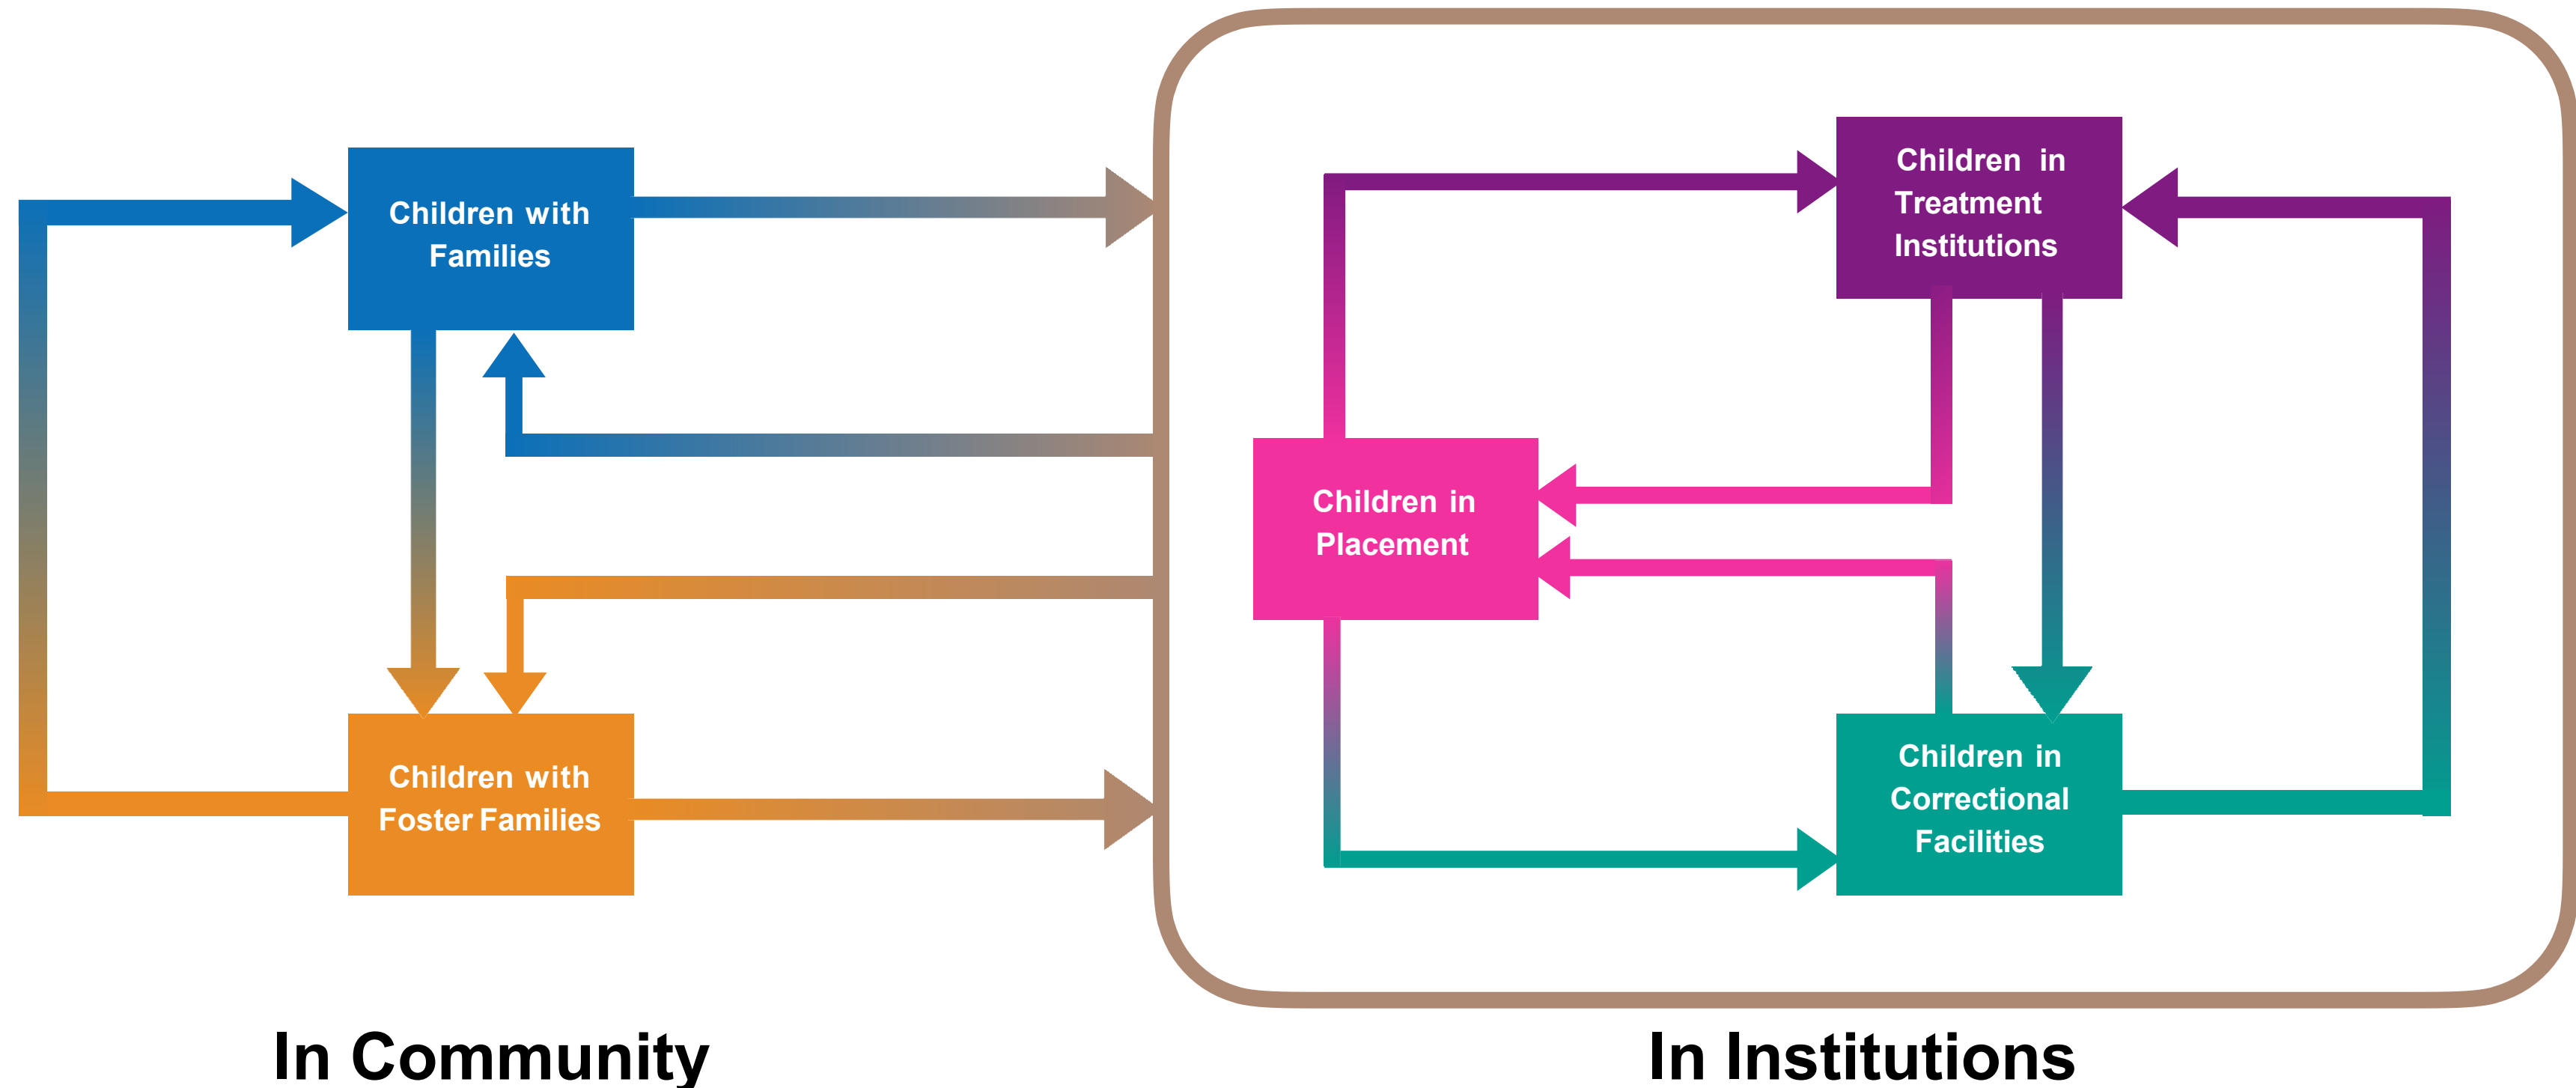 Children with
Families
Children with
Foster Families
Children in
Treatment
Institutions
Children in
Placement
Children in
Correctional
Facilities
In Community
In Institutions